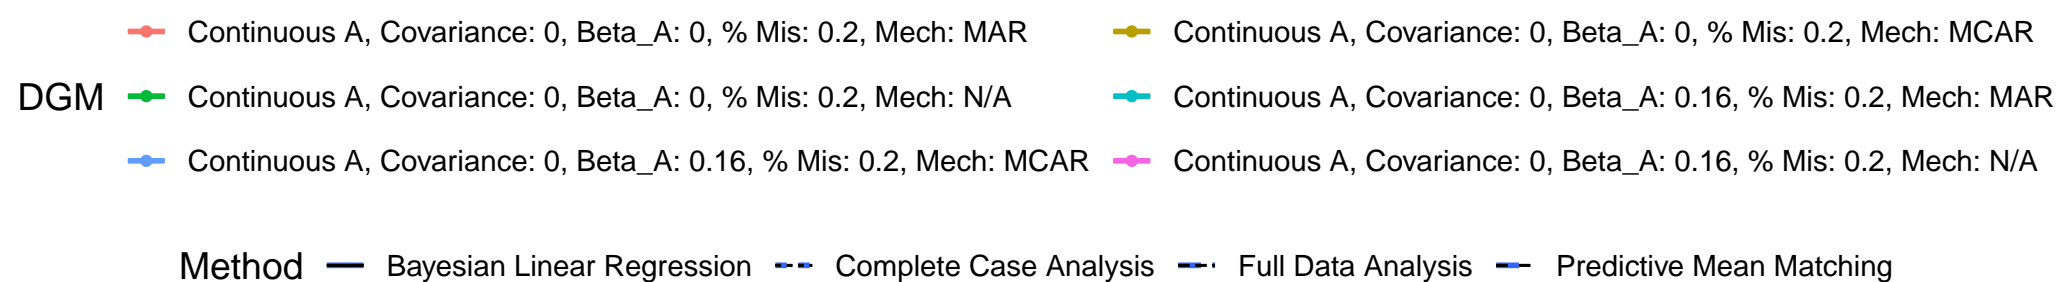 Continuous A, Covariance: 0, Beta_A: 0, % Mis: 0.2, Mech: MAR Continuous A, Covariance: 0, Beta_A: 0, % Mis: 0.2, Mech: MCAR
DGM Continuous A, Covariance: 0, Beta_A: 0, % Mis: 0.2, Mech: N/A Continuous A, Covariance: 0, Beta_A: 0.16, % Mis: 0.2, Mech: MAR
Continuous A, Covariance: 0, Beta_A: 0.16, % Mis: 0.2, Mech: MCAR Continuous A, Covariance: 0, Beta_A: 0.16, % Mis: 0.2, Mech: N/A
Method Bayesian Linear Regression Complete Case Analysis Full Data Analysis Predictive Mean Matching